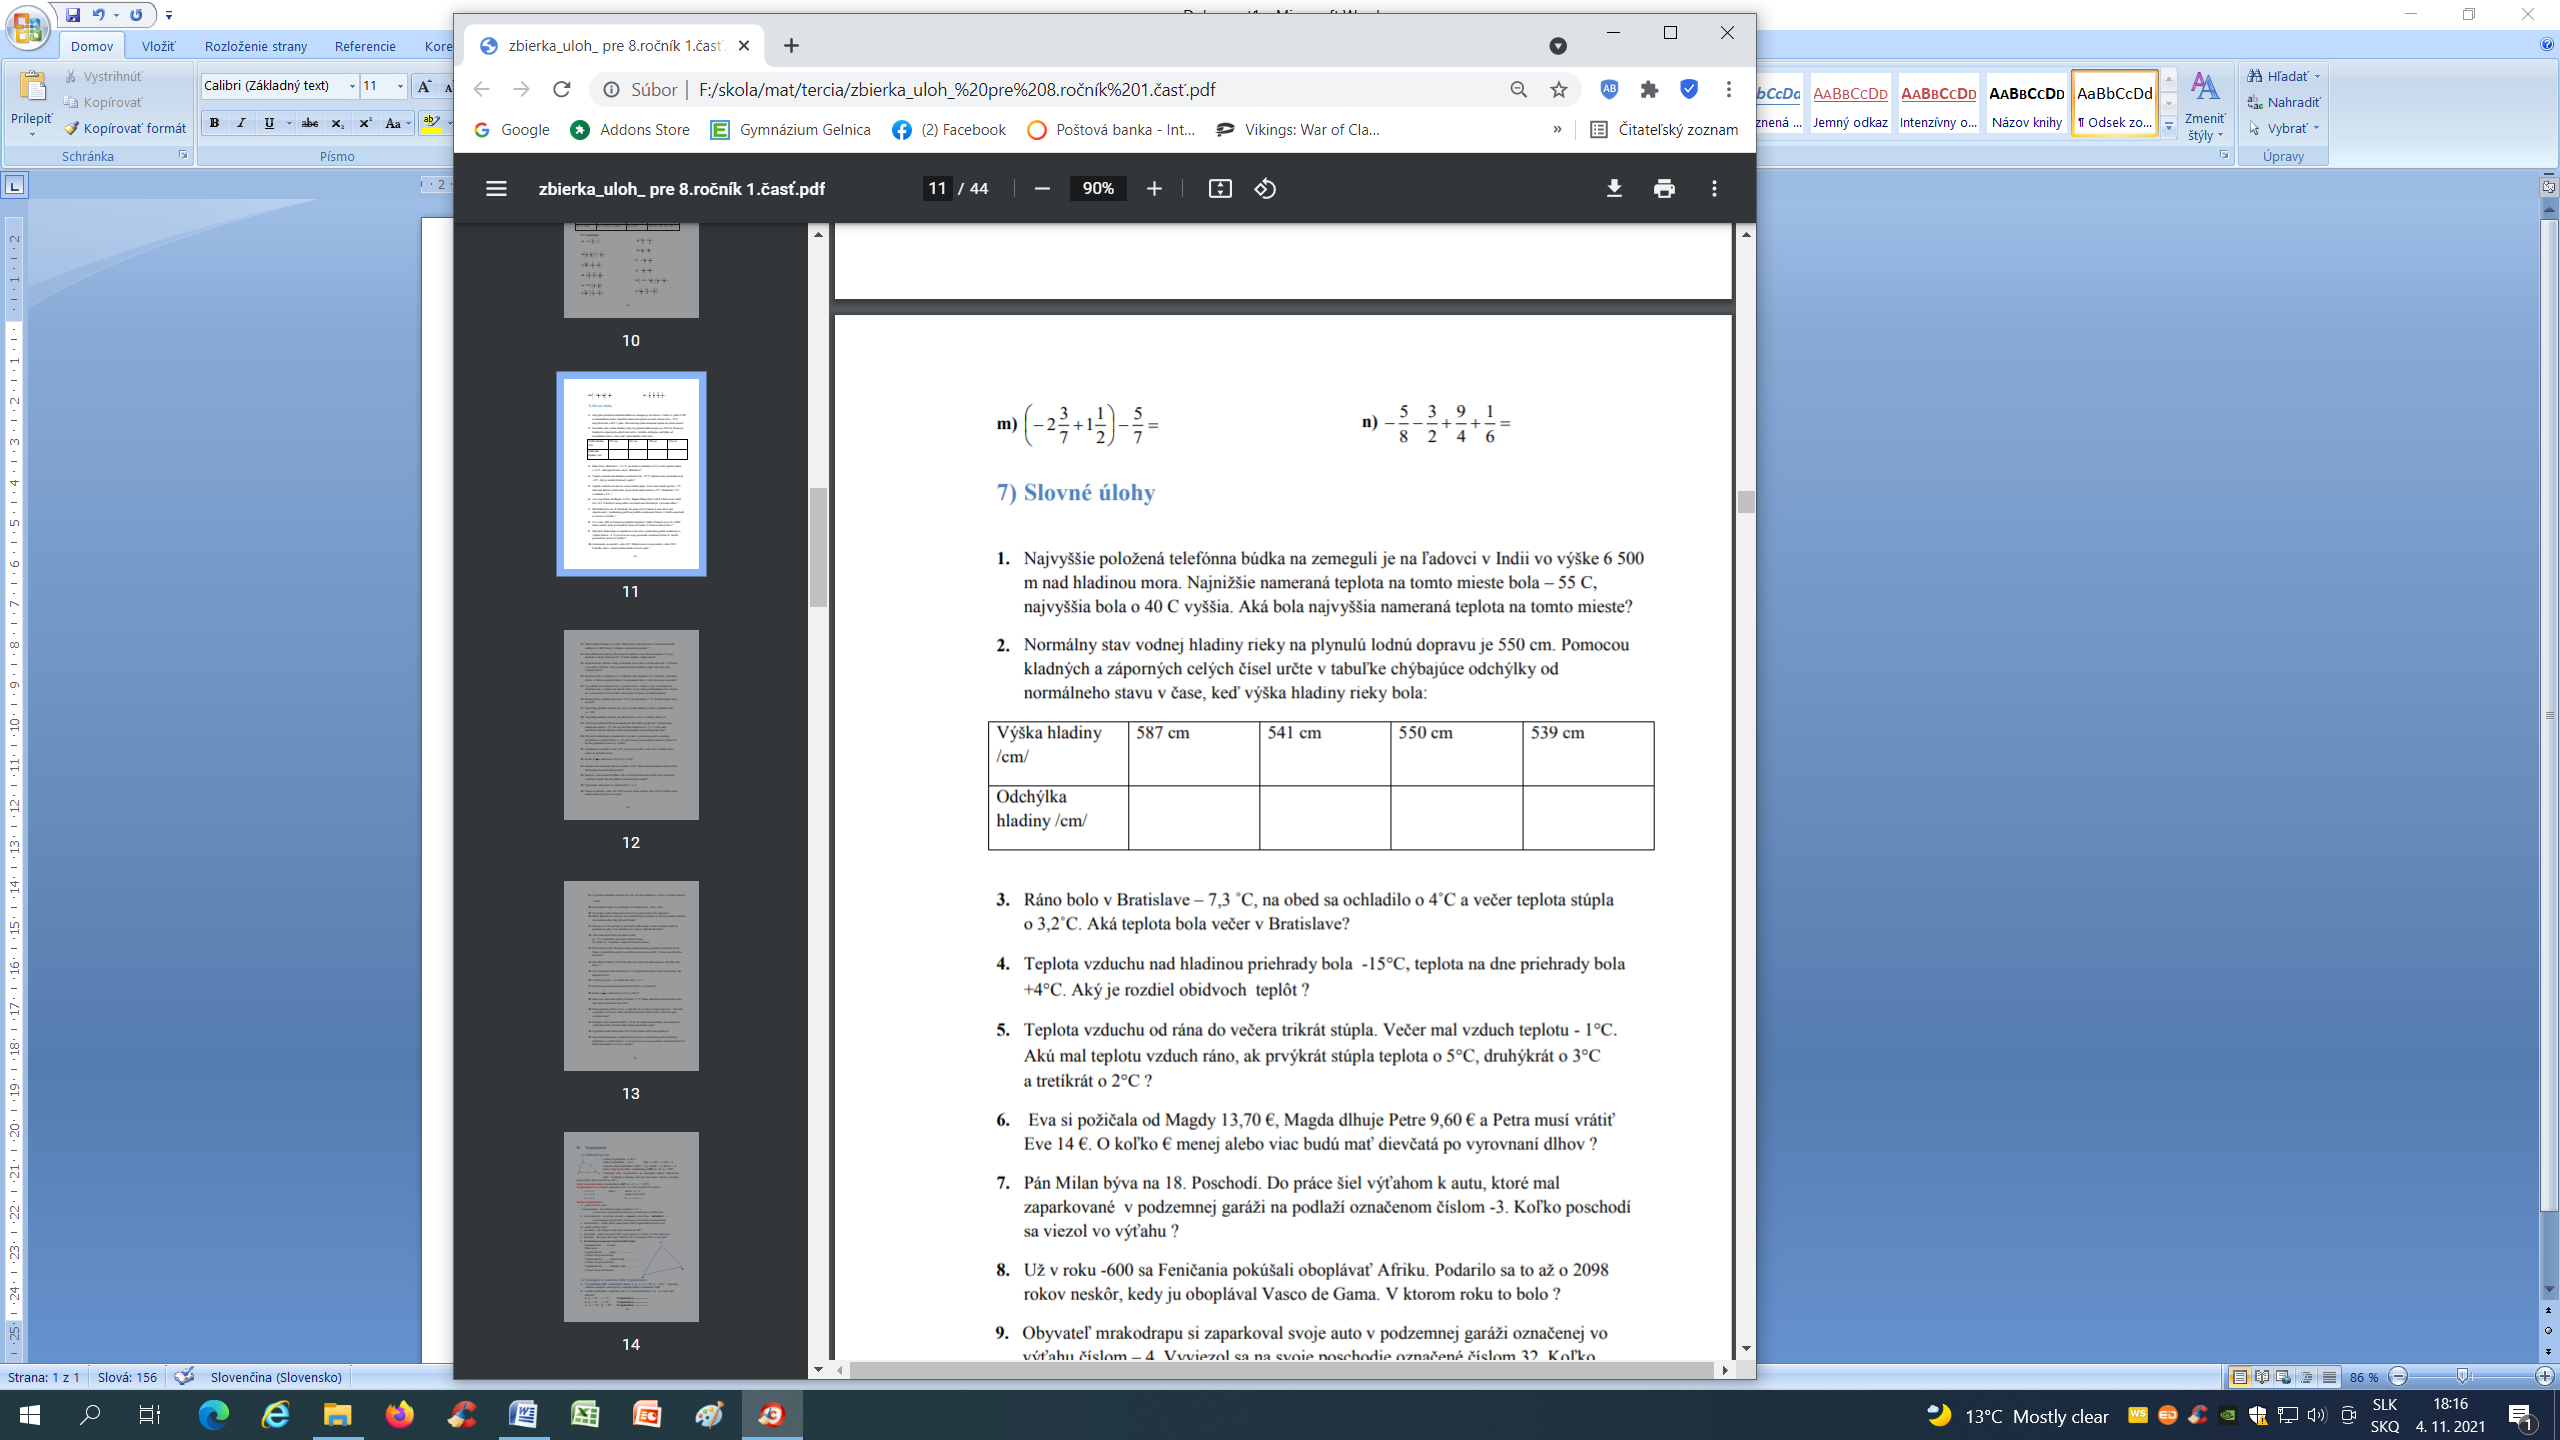 Domov Vložiť Rozloženie strany Referencie Kore
Vystrihnúť
Kopírovať
Kopírovať formát
Prilepiť
Schránka
Calibri (Základný text) 11
Písmo
Jemný odkaz Intenzívny o... Názov knihy ¶ Odsek zo...
Zmeniť štýly
Hľadať
Nahradiť
Vybrať
Úpravy
zbierka_uloh_ pre 8.ročník 1.časť
Súbor F:/skola/mat/tercia/zbierka_uloh_%20pre%208.ročník%201.časť.pdf
Google Addons Store Gymnázium Gelnica (2) Facebook Poštová banka - Int... Vikings: War of Cla... » Čitateľský zoznam
zbierka_uloh_ pre 8.ročník 1.časť.pdf 11 / 44 90%
10
11
12
13
14
m) (−2 3/7 + 1 1/2) − 5/7 =
n) − 5/8 − 3/2 + 9/4 + 1/6 =
7) Slovné úlohy
1. Najvyššie položená telefónna búdka na zemeguli je na ľadovci v Indii vo výške 6 500
m nad hladinou mora. Najnižšie nameraná teplota na tomto mieste bola – 55 C,
najvyššia bola o 40 C vyššia. Aká bola najvyššia nameraná teplota na tomto mieste?
2. Normálny stav vodnej hladiny rieky na plynulú lodnú dopravu je 550 cm. Pomocou
kladných a záporných celých čísel určte v tabuľke chýbajúce odchýlky od
normálneho stavu v čase, keď výška hladiny rieky bola:
Výška hladiny /cm/ 587 cm 541 cm 550 cm 539 cm
Odchýlka hladiny /cm/
3. Ráno bolo v Bratislave – 7,3 ˚C, na obed sa ochladilo o 4˚C a večer teplota stúpla
o 3,2˚C. Aká teplota bola večer v Bratislave?
4. Teplota vzduchu nad hladinou priehrady bola -15°C, teplota na dne priehrady bola
+4°C. Aký je rozdiel obidvoch teplôt ?
5. Teplota vzduchu od rána do večera trikrát stúpla. Večer mal vzduch teplotu - 1°C.
Akú mal teplotu vzduch ráno, ak prvýkrát stúpla teplota o 5°C, druhýkrát o 3°C
a tretíkrát o 2°C ?
6. Eva si požičala od Magdy 13,70 €, Magda dlhuje Petre 9,60 € a Petra musí vrátiť
Eve 14 €. O koľko € menej alebo viac budú mať dievčatá po vyrovnaní dlhov ?
7. Pán Milan býva na 18. Poschodí. Do práce šiel výťahom k autu, ktoré mal
zaparkované v podzemnej garáži na podlaží označenom číslom -3. Koľko poschodí
sa viezol vo výťahu ?
8. Už v roku -600 sa Feničania pokúšali oboplávať Afriku. Podarilo sa to až o 2098
rokov neskôr, kedy ju oboplával Vasco de Gama. V ktorom roku to bolo ?
9. Obyvateľ mrakodrapu si zaparkoval svoje auto v podzemnej garáži označenej vo
výťahu číslom – 4. Vyviezol sa na svoje poschodie označené číslom 32. Koľko
Strana: 1 z 1 Slová: 156 Slovenčina (Slovensko)
86 %
13°C Mostly clear
SLK
SKQ
18:16
4. 11. 2021